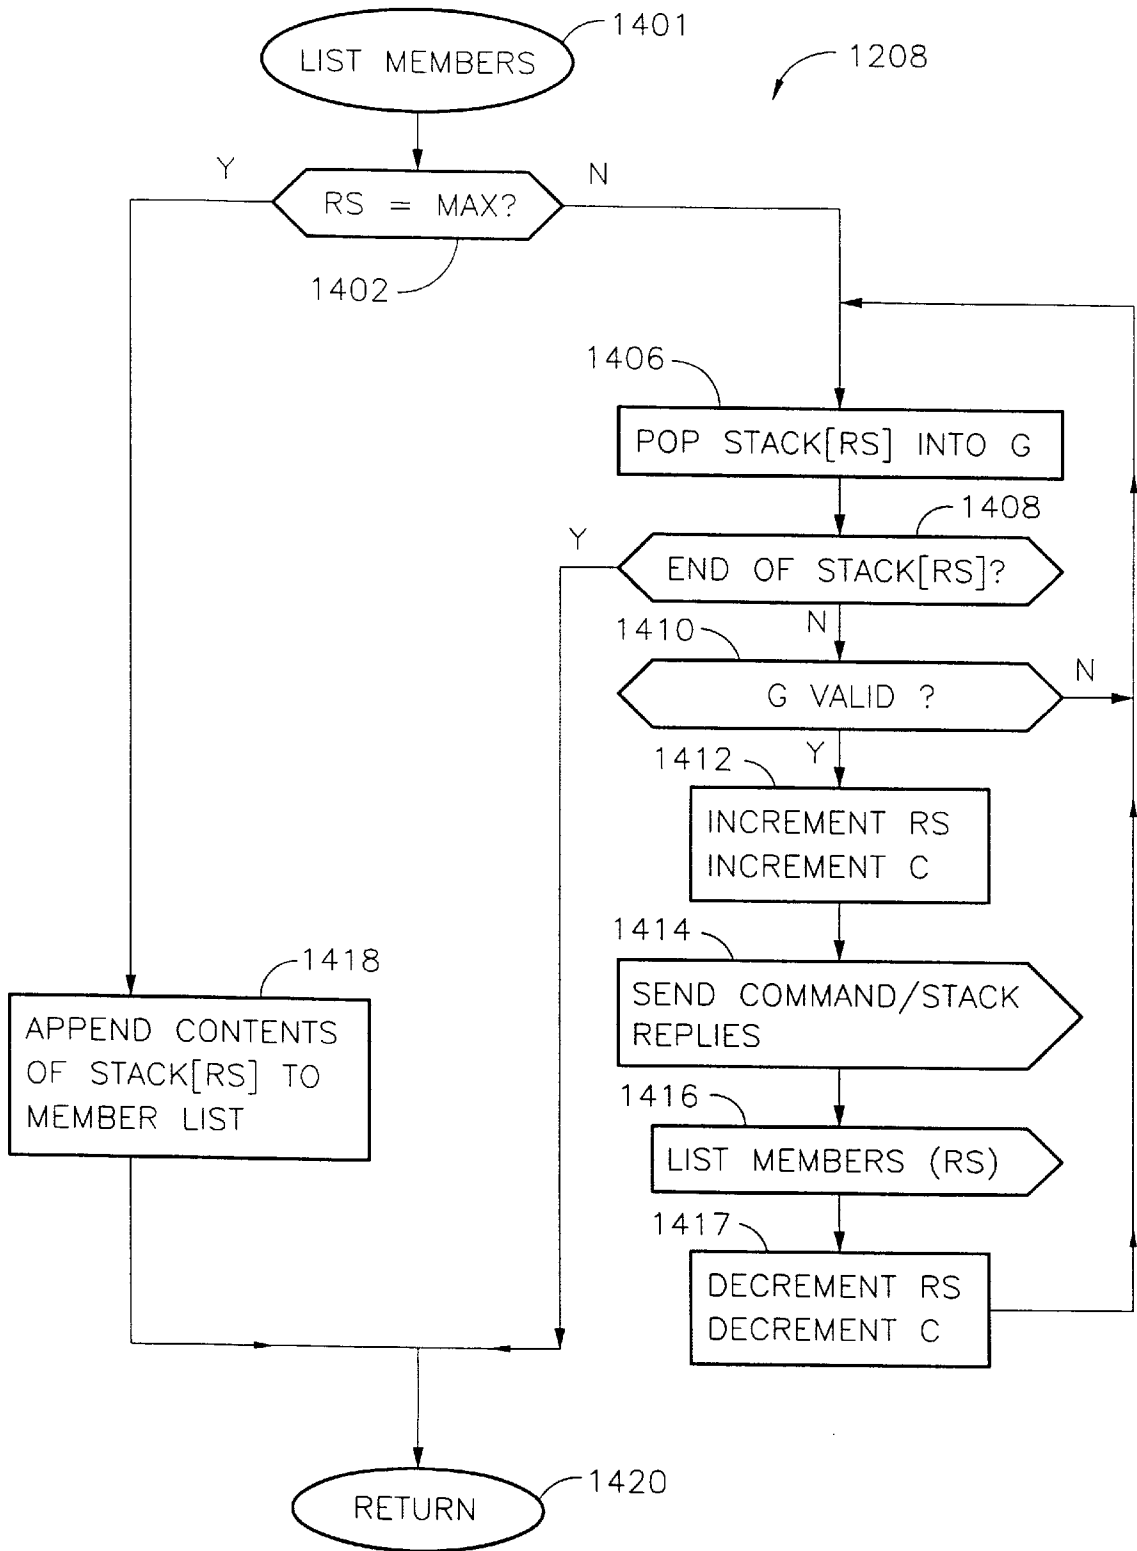 1401
LIST MEMBERS
1208
Y
N
RS = MAX?
1402
1406
POP STACK[RS] INTO G
1408
Y
END OF STACK[RS]?
N
1410
N
G VALID ?
Y
1412
INCREMENT RS
INCREMENT C
1414
SEND COMMAND/STACK
REPLIES
1418
APPEND CONTENTS
OF STACK[RS] TO
MEMBER LIST
1416
LIST MEMBERS (RS)
1417
DECREMENT RS
DECREMENT C
1420
RETURN